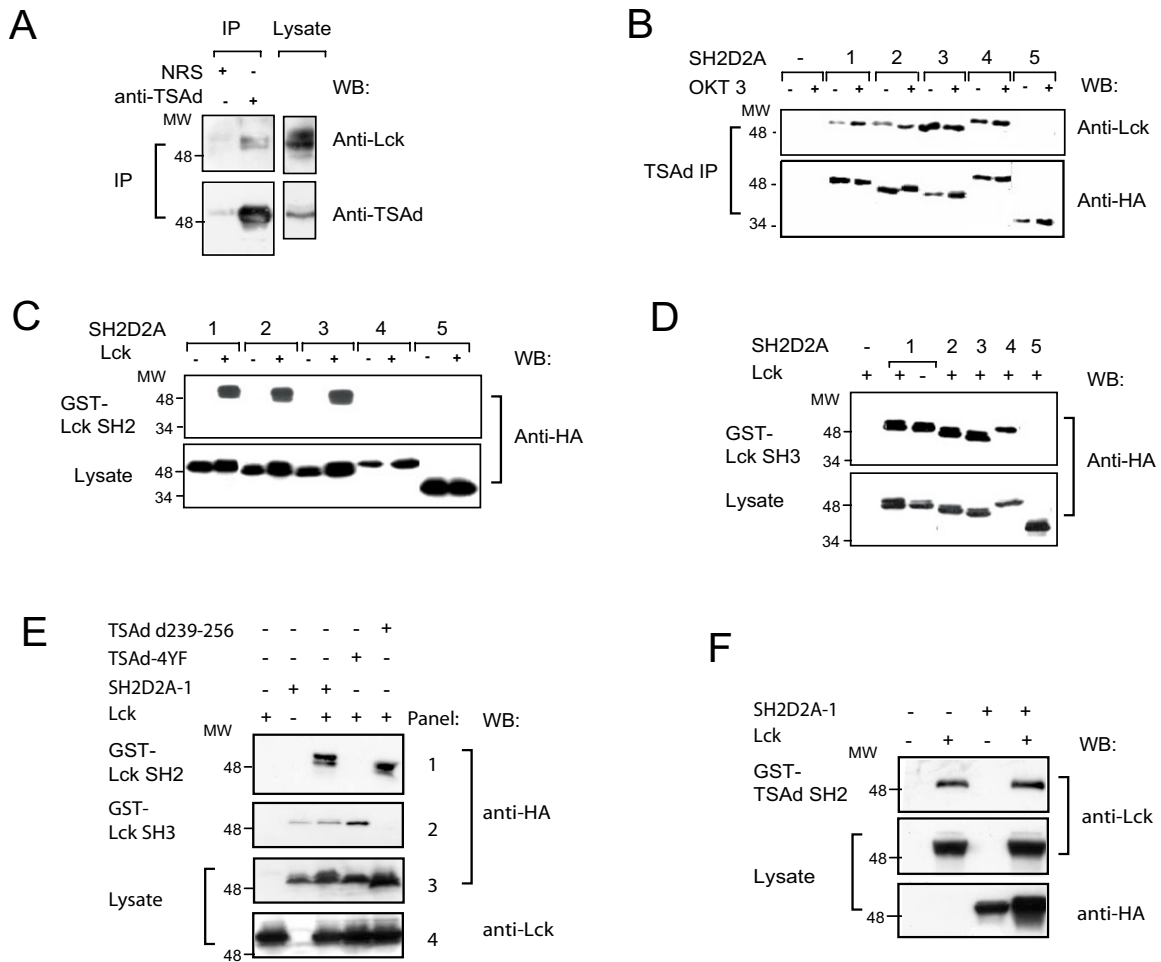 A
IP Lysate
NRS + -
anti-TSAd - + WB:
MW
48 Anti-Lck
IP
48 Anti-TSAd
B
SH2D2A - 1 2 3 4 5
OKT 3 - + - + - + - + - + - + WB:
MW
48 - Anti-Lck
TSAd IP
48 - Anti-HA
34 -
C
SH2D2A 1 2 3 4 5
Lck - + - + - + - + - + WB:
MW
GST-
Lck SH2
48
34
Anti-HA
Lysate
48
34
D
SH2D2A - 1 2 3 4 5
Lck + + - + + + + WB:
MW
GST-
Lck SH3
48
34
Anti-HA
Lysate
48
34
E
TSAd d239-256 - - - - +
TSAd-4YF - - - + -
SH2D2A-1 - + + - -
Lck + - + + + Panel: WB:
MW
GST-
Lck SH2
48 1
anti-HA
GST-
Lck SH3
48 2
Lysate
48 3
48 4 anti-Lck
F
SH2D2A-1 - - + +
Lck - + - + WB:
MW
GST-
TSAd SH2
48
anti-Lck
Lysate
48
48 anti-HA